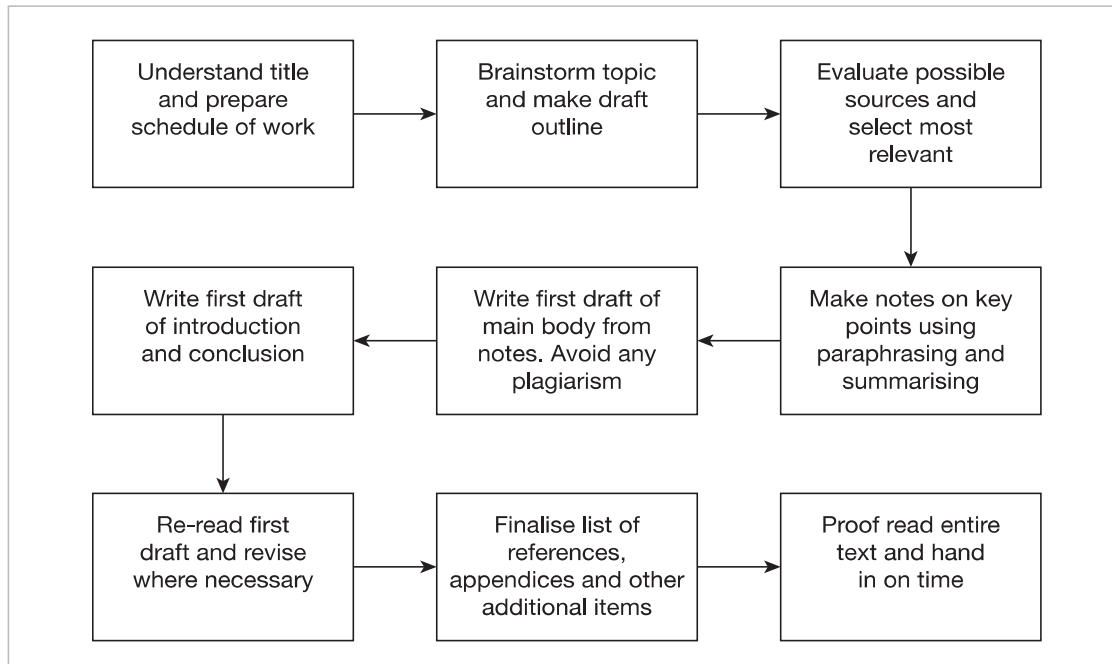 Understand title
and prepare
schedule of work
Brainstorm topic
and make draft
outline
Evaluate possible
sources and
select most
relevant
Make notes on key
points using
paraphrasing and
summarising
Write first draft of
main body from
notes. Avoid any
plagiarism
Write first draft
of introduction
and conclusion
Re-read first
draft and revise
where necessary
Finalise list of
references,
appendices and other
additional items
Proof read entire
text and hand
in on time